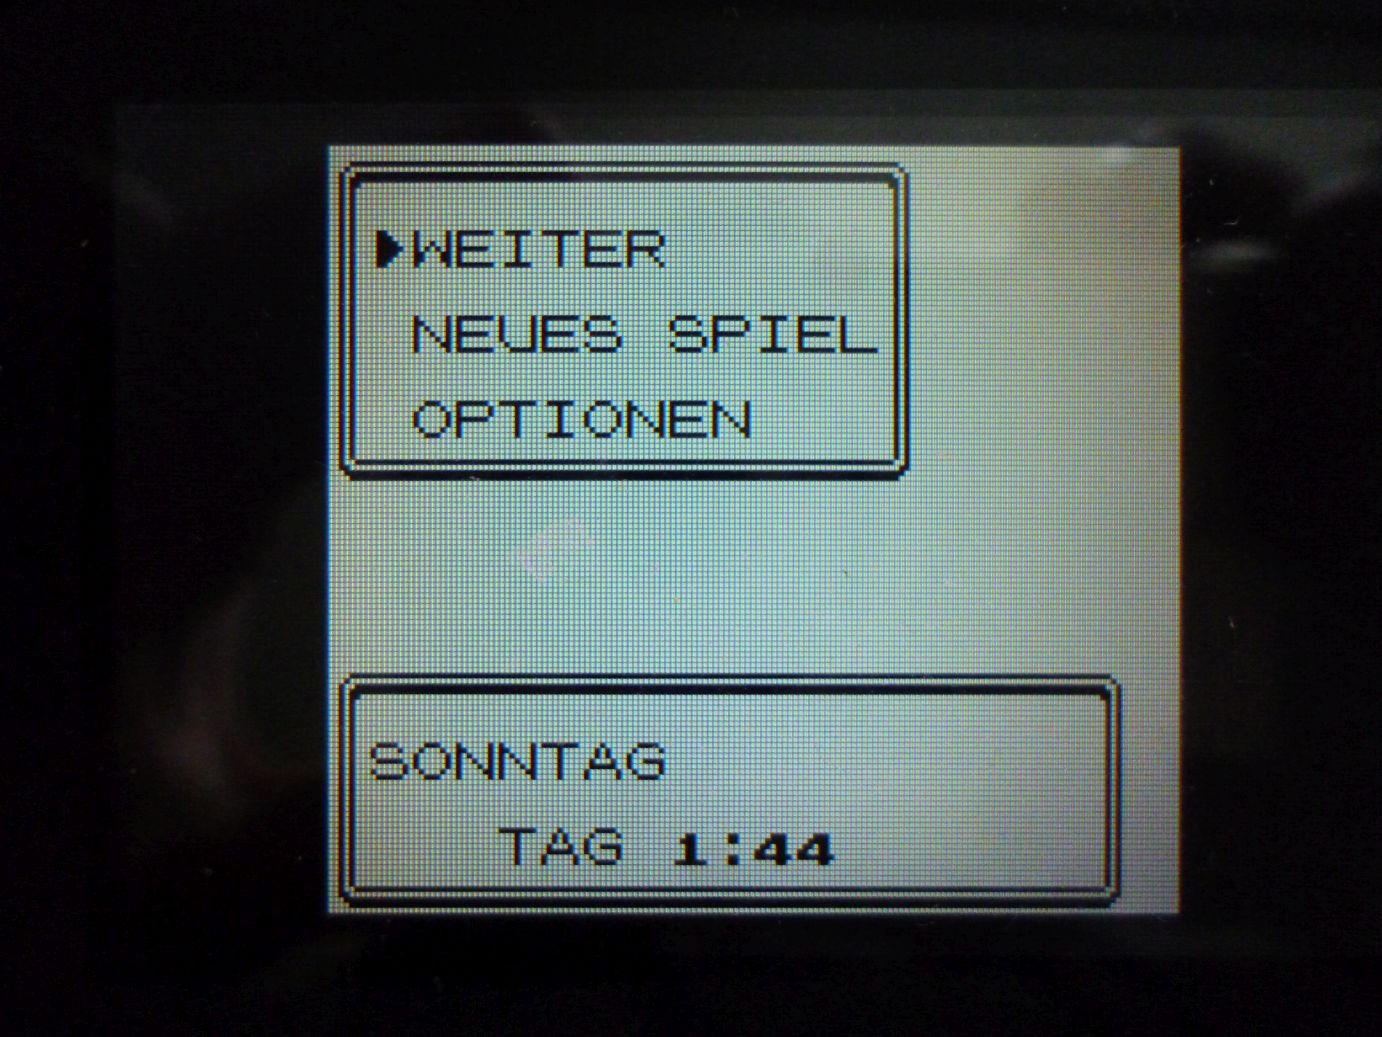 ▶WEITER
NEUES SPIEL
OPTIONEN
SONNTAG
TAG 1:44